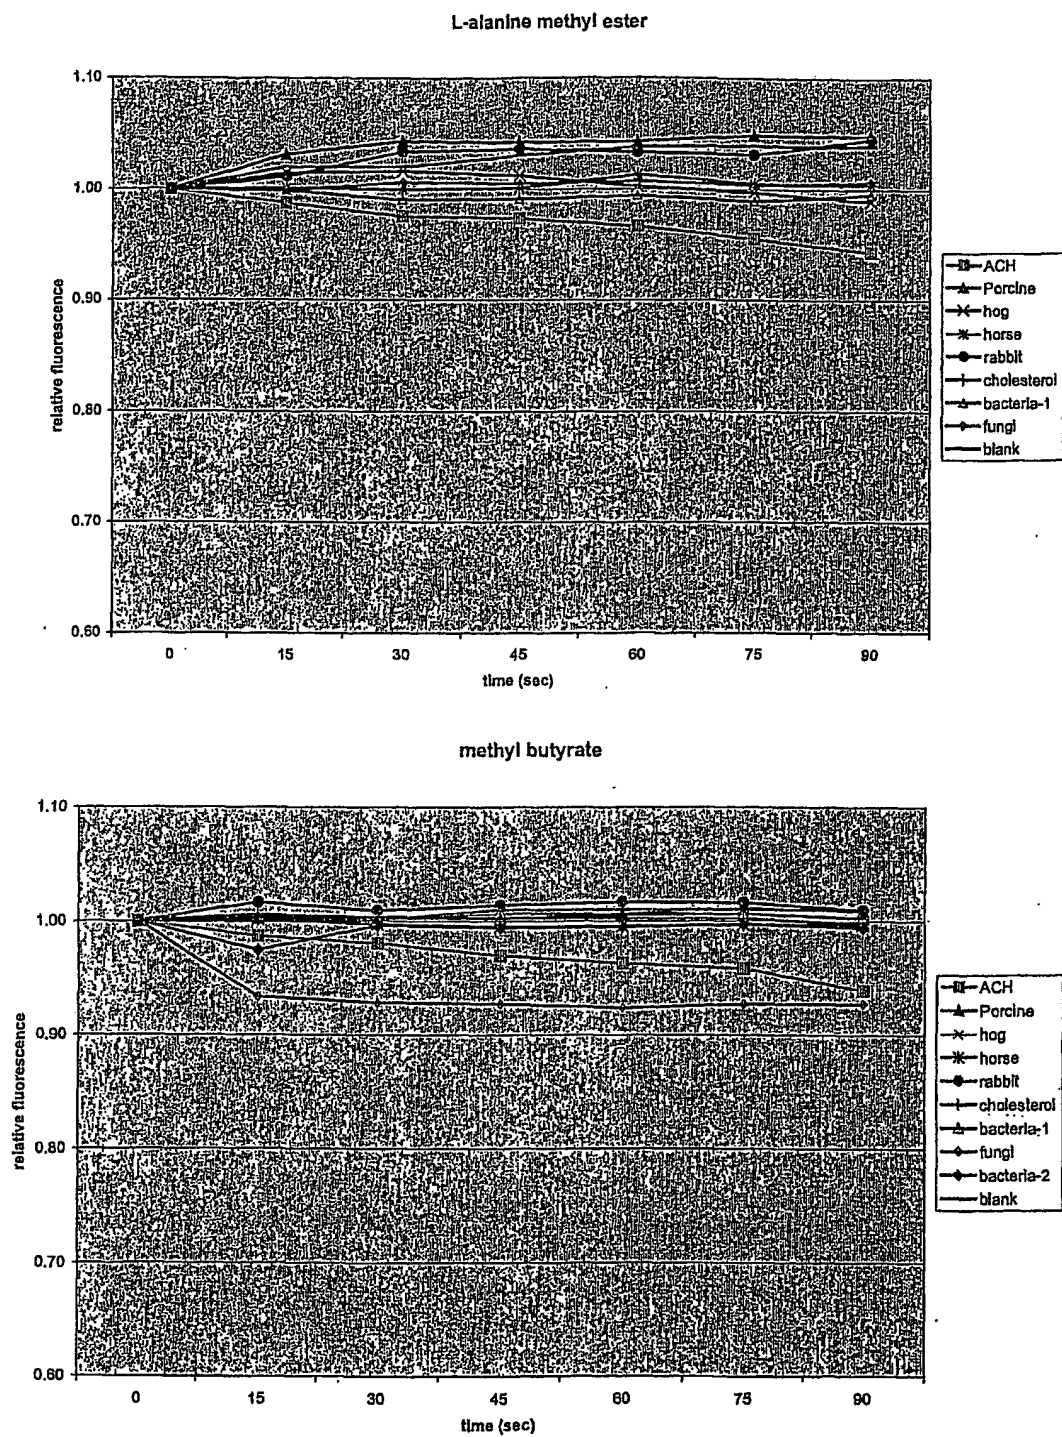 L-alanine methyl ester
1.10
1.00
0.90
0.80
0.70
0.60
relative fluorescence
0 15 30 45 60 75 90
time (sec)
ACH
Porcine
hog
horse
rabbit
cholesterol
bacteria-1
fungi
blank
methyl butyrate
1.10
1.00
0.90
0.80
0.70
0.60
relative fluorescence
0 15 30 45 60 75 90
time (sec)
ACH
Porcine
hog
horse
rabbit
cholesterol
bacteria-1
fungi
bacteria-2
blank